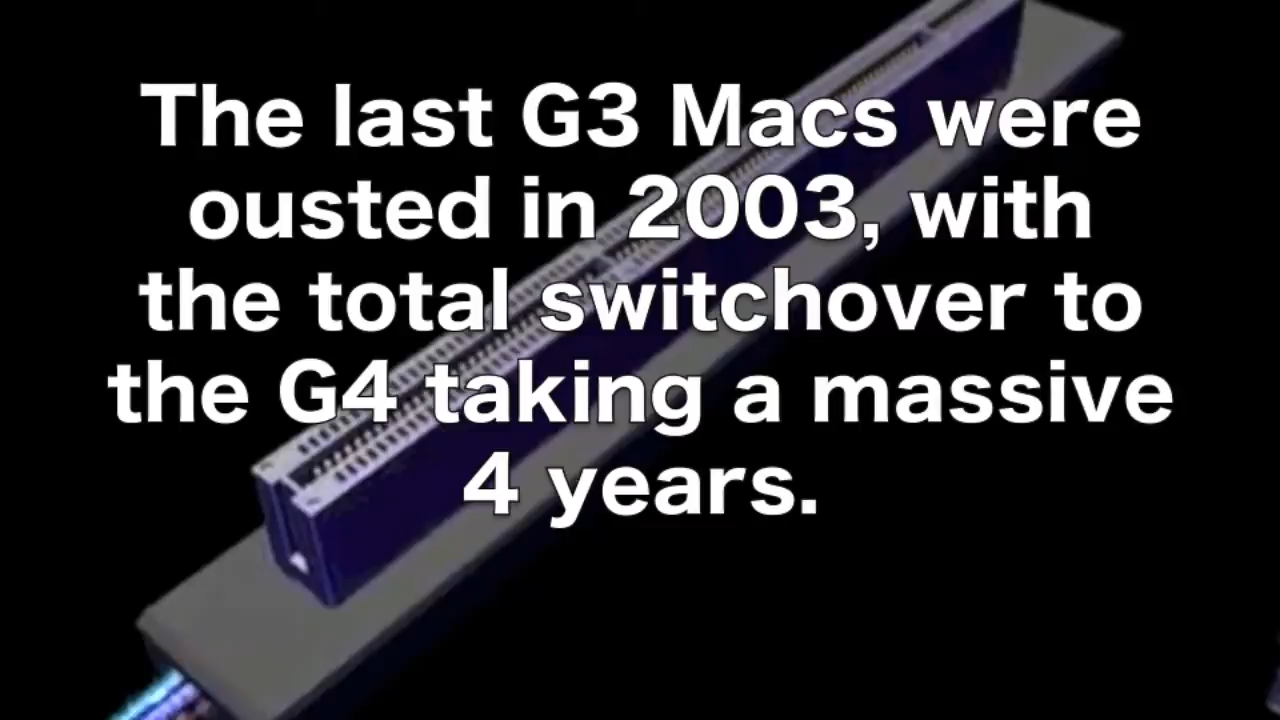 The last G3 Macs were
ousted in 2003, with
the total switchover to
the G4 taking a massive
4 years.